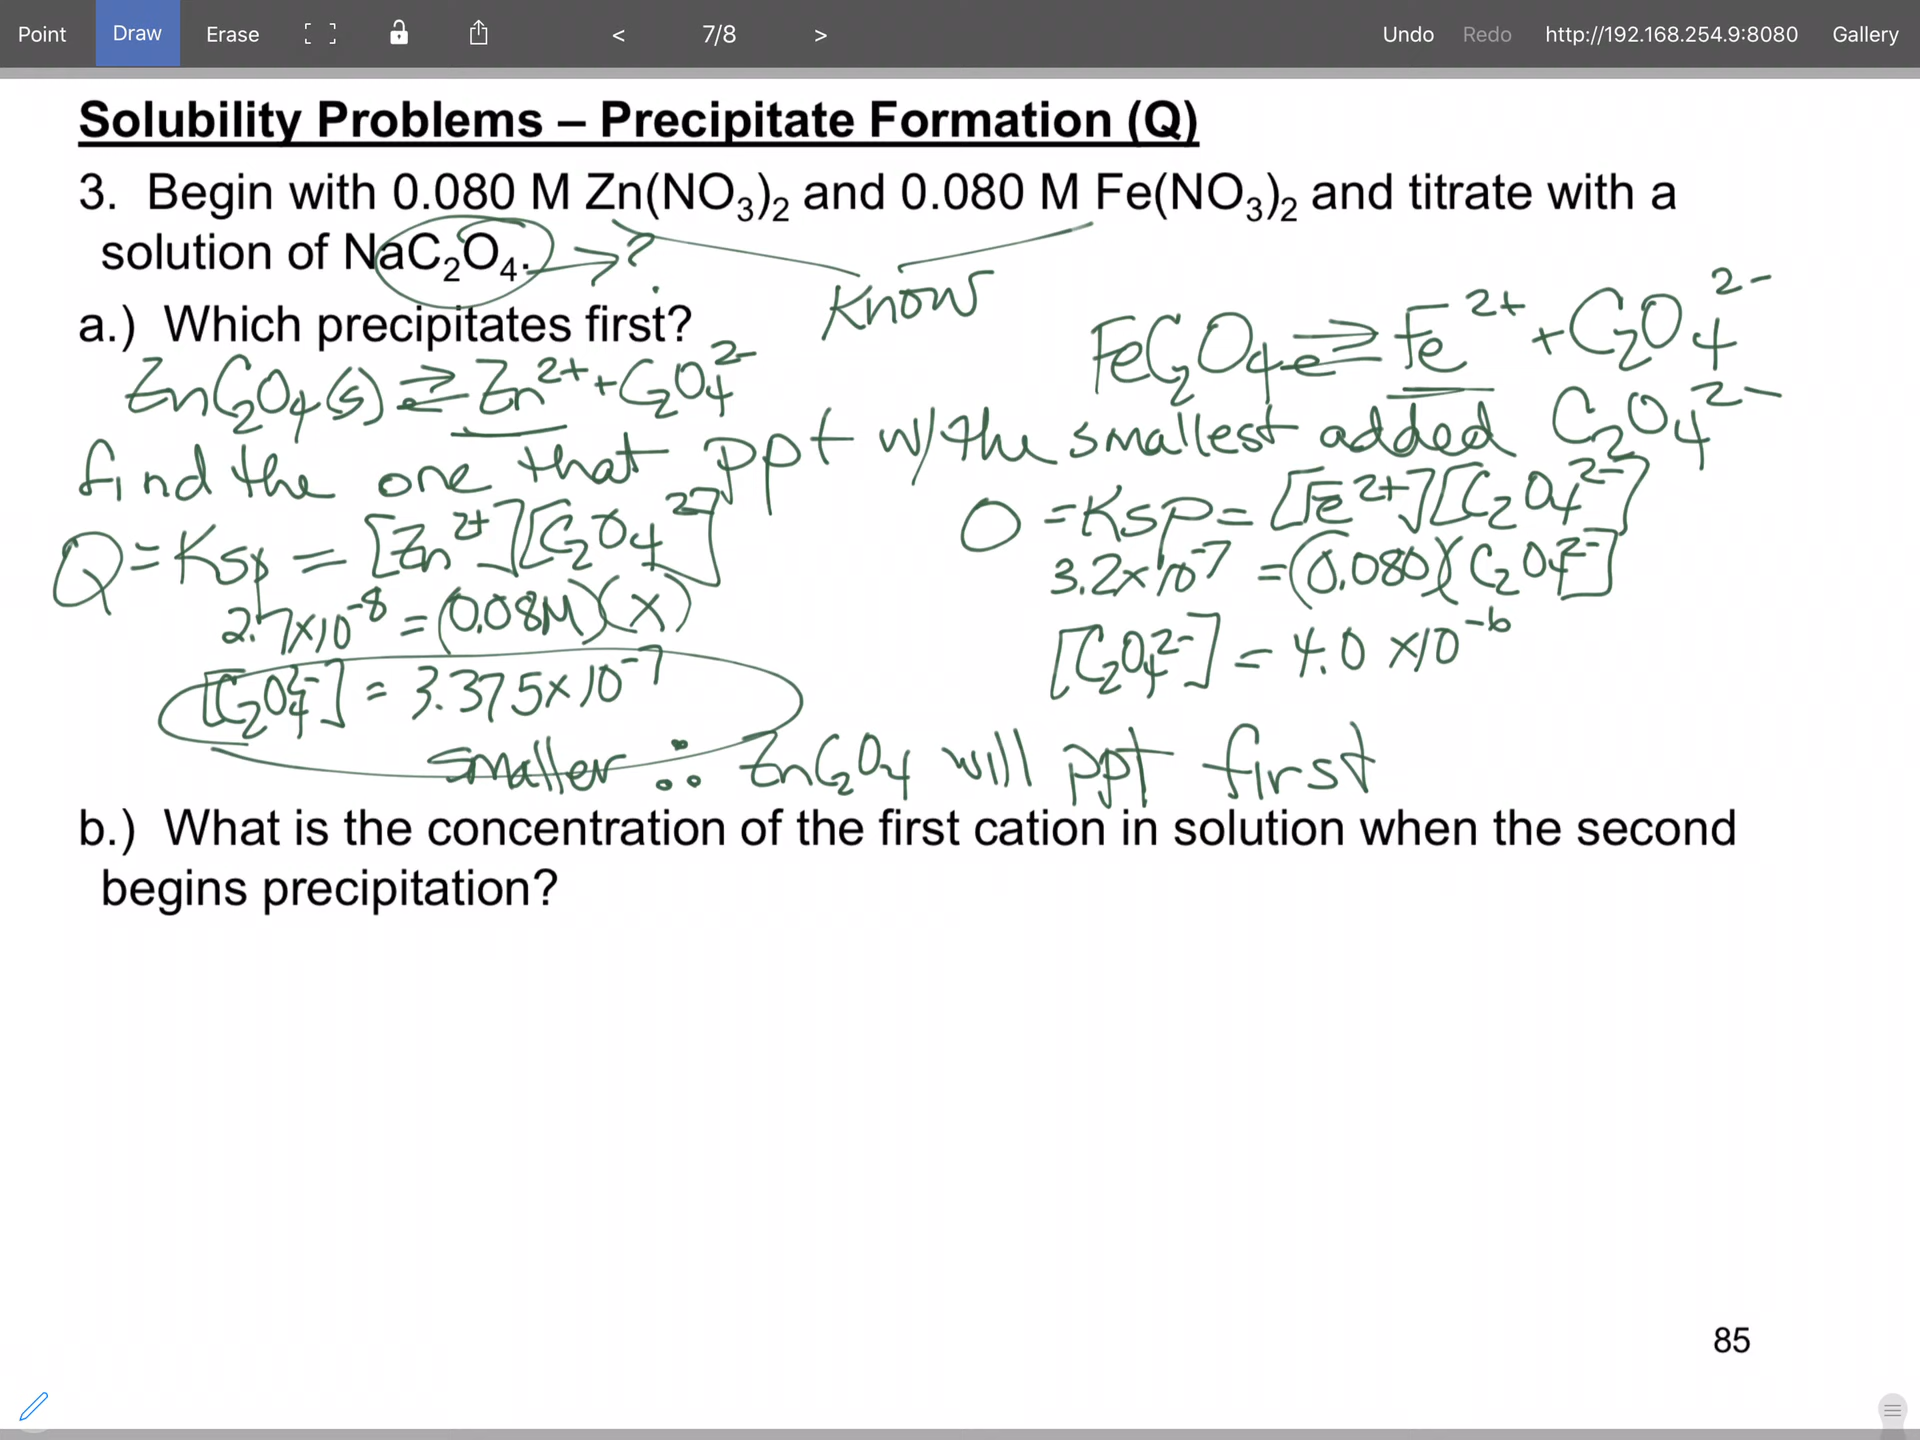 Point Draw Erase < 7/8 > Undo Redo http://192.168.254.9:8080 Gallery
Solubility Problems – Precipitate Formation (Q)
3. Begin with 0.080 M Zn(NO₃)₂ and 0.080 M Fe(NO₃)₂ and titrate with a
solution of NaC₂O₄. →?
know
a.) Which precipitates first?
FeC₂O₄ ⇌ Fe²⁺ + C₂O₄²⁻
ZnC₂O₄(s) ⇌ Zn²⁺ + C₂O₄²⁻
find the one that ppt w/ the smallest added C₂O₄²⁻
Q = Ksp = [Zn²⁺][C₂O₄²⁻]
2.7×10⁻⁸ = (0.08M)(x)
[C₂O₄²⁻] = 3.375×10⁻⁷
Q = Ksp = [Fe²⁺][C₂O₄²⁻]
3.2×10⁻⁷ = (0.080)(C₂O₄²⁻]
[C₂O₄²⁻] = 4.0 ×10⁻⁶
smaller ∴ ZnC₂O₄ will ppt first
b.) What is the concentration of the first cation in solution when the second
begins precipitation?
85